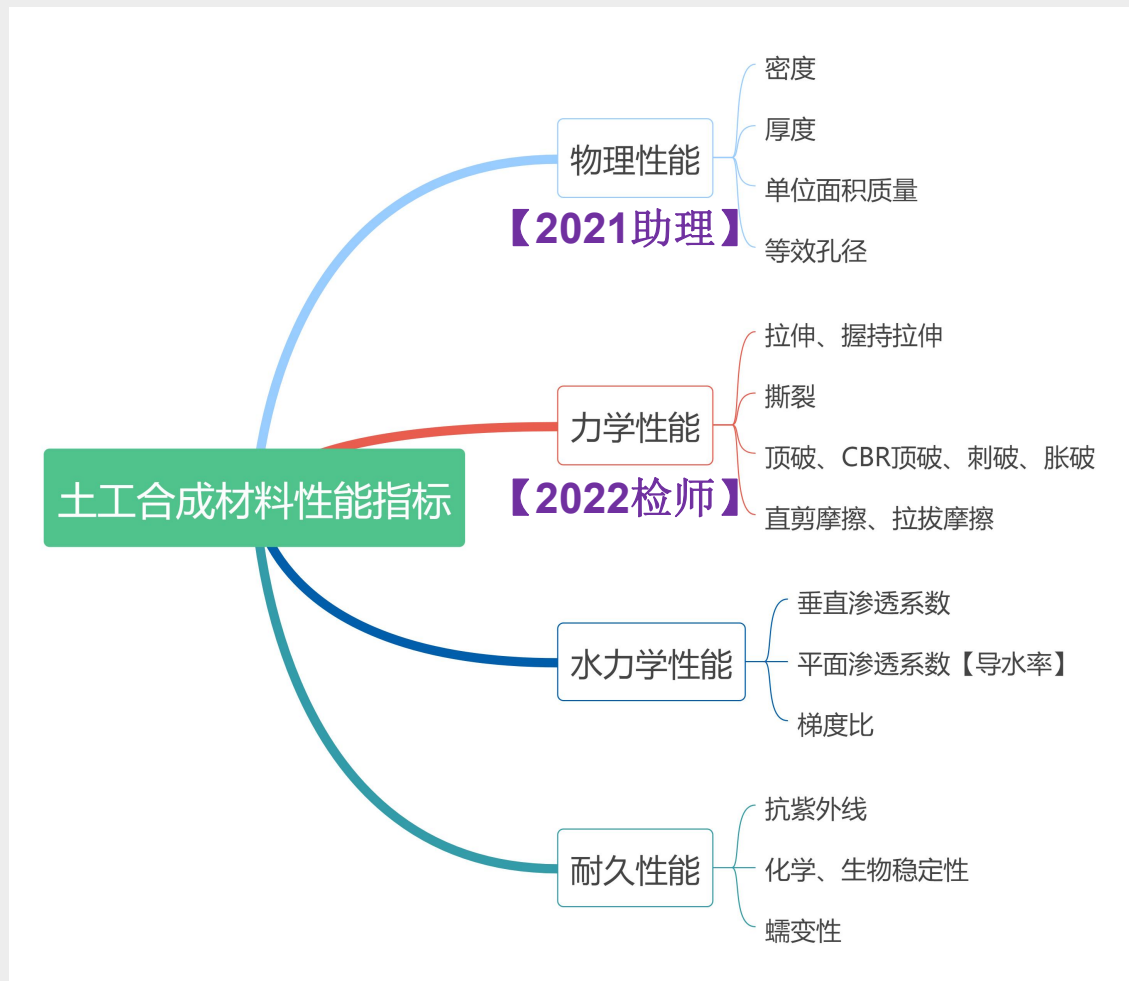 土工合成材料性能指标
物理性能
【2021助理】
密度
厚度
单位面积质量
等效孔径
力学性能
【2022检师】
拉伸、握持拉伸
撕裂
顶破、CBR顶破、刺破、胀破
直剪摩擦、拉拔摩擦
水力学性能
垂直渗透系数
平面渗透系数【导水率】
梯度比
耐久性能
抗紫外线
化学、生物稳定性
蠕变性